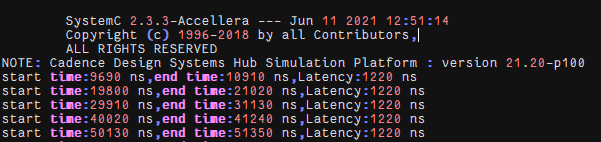 SystemC 2.3.3-Accellera --- Jun 11 2021 12:51:14
Copyright (c) 1996-2018 by all Contributors,
ALL RIGHTS RESERVED
NOTE: Cadence Design Systems Hub Simulation Platform : version 21.20-p100
start time:9690 ns,end time:10910 ns,Latency:1220 ns
start time:19800 ns,end time:21020 ns,Latency:1220 ns
start time:29910 ns,end time:31130 ns,Latency:1220 ns
start time:40020 ns,end time:41240 ns,Latency:1220 ns
start time:50130 ns,end time:51350 ns,Latency:1220 ns